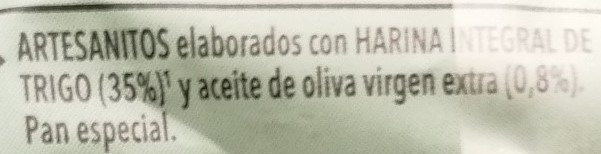 ARTESANITOS elaborados con HARINA INTEGRAL DE
TRIGO (35%)¹ y aceite de oliva virgen extra (0,8%).
Pan especial.